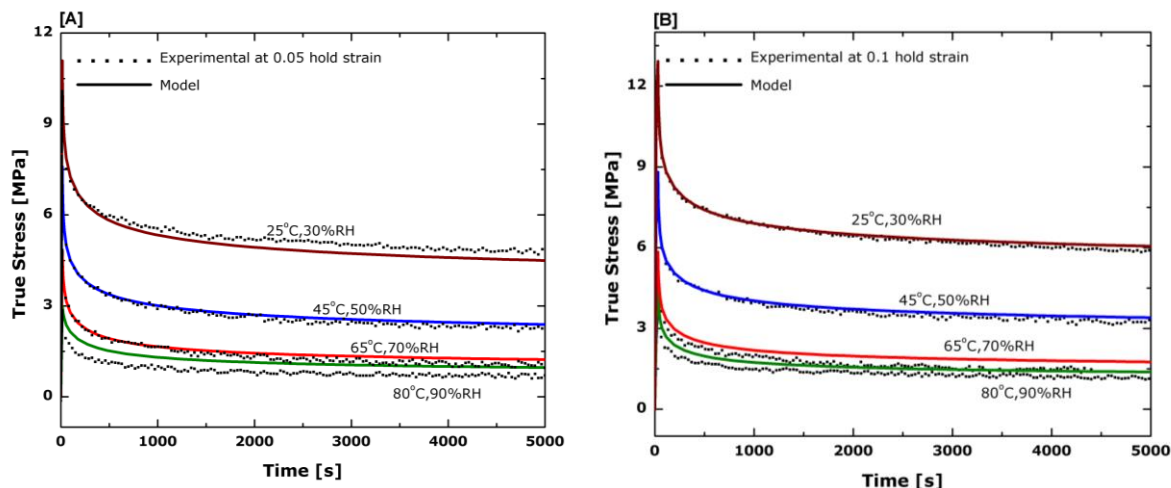 [A]
12
9
6
3
0
True Stress [MPa]
Experimental at 0.05 hold strain
Model
25°C,30%RH
45°C,50%RH
65°C,70%RH
80°C,90%RH
0 1000 2000 3000 4000 5000
Time [s]
[B]
12
9
6
3
0
True Stress [MPa]
Experimental at 0.1 hold strain
Model
25°C,30%RH
45°C,50%RH
65°C,70%RH
80°C,90%RH
0 1000 2000 3000 4000 5000
Time [s]